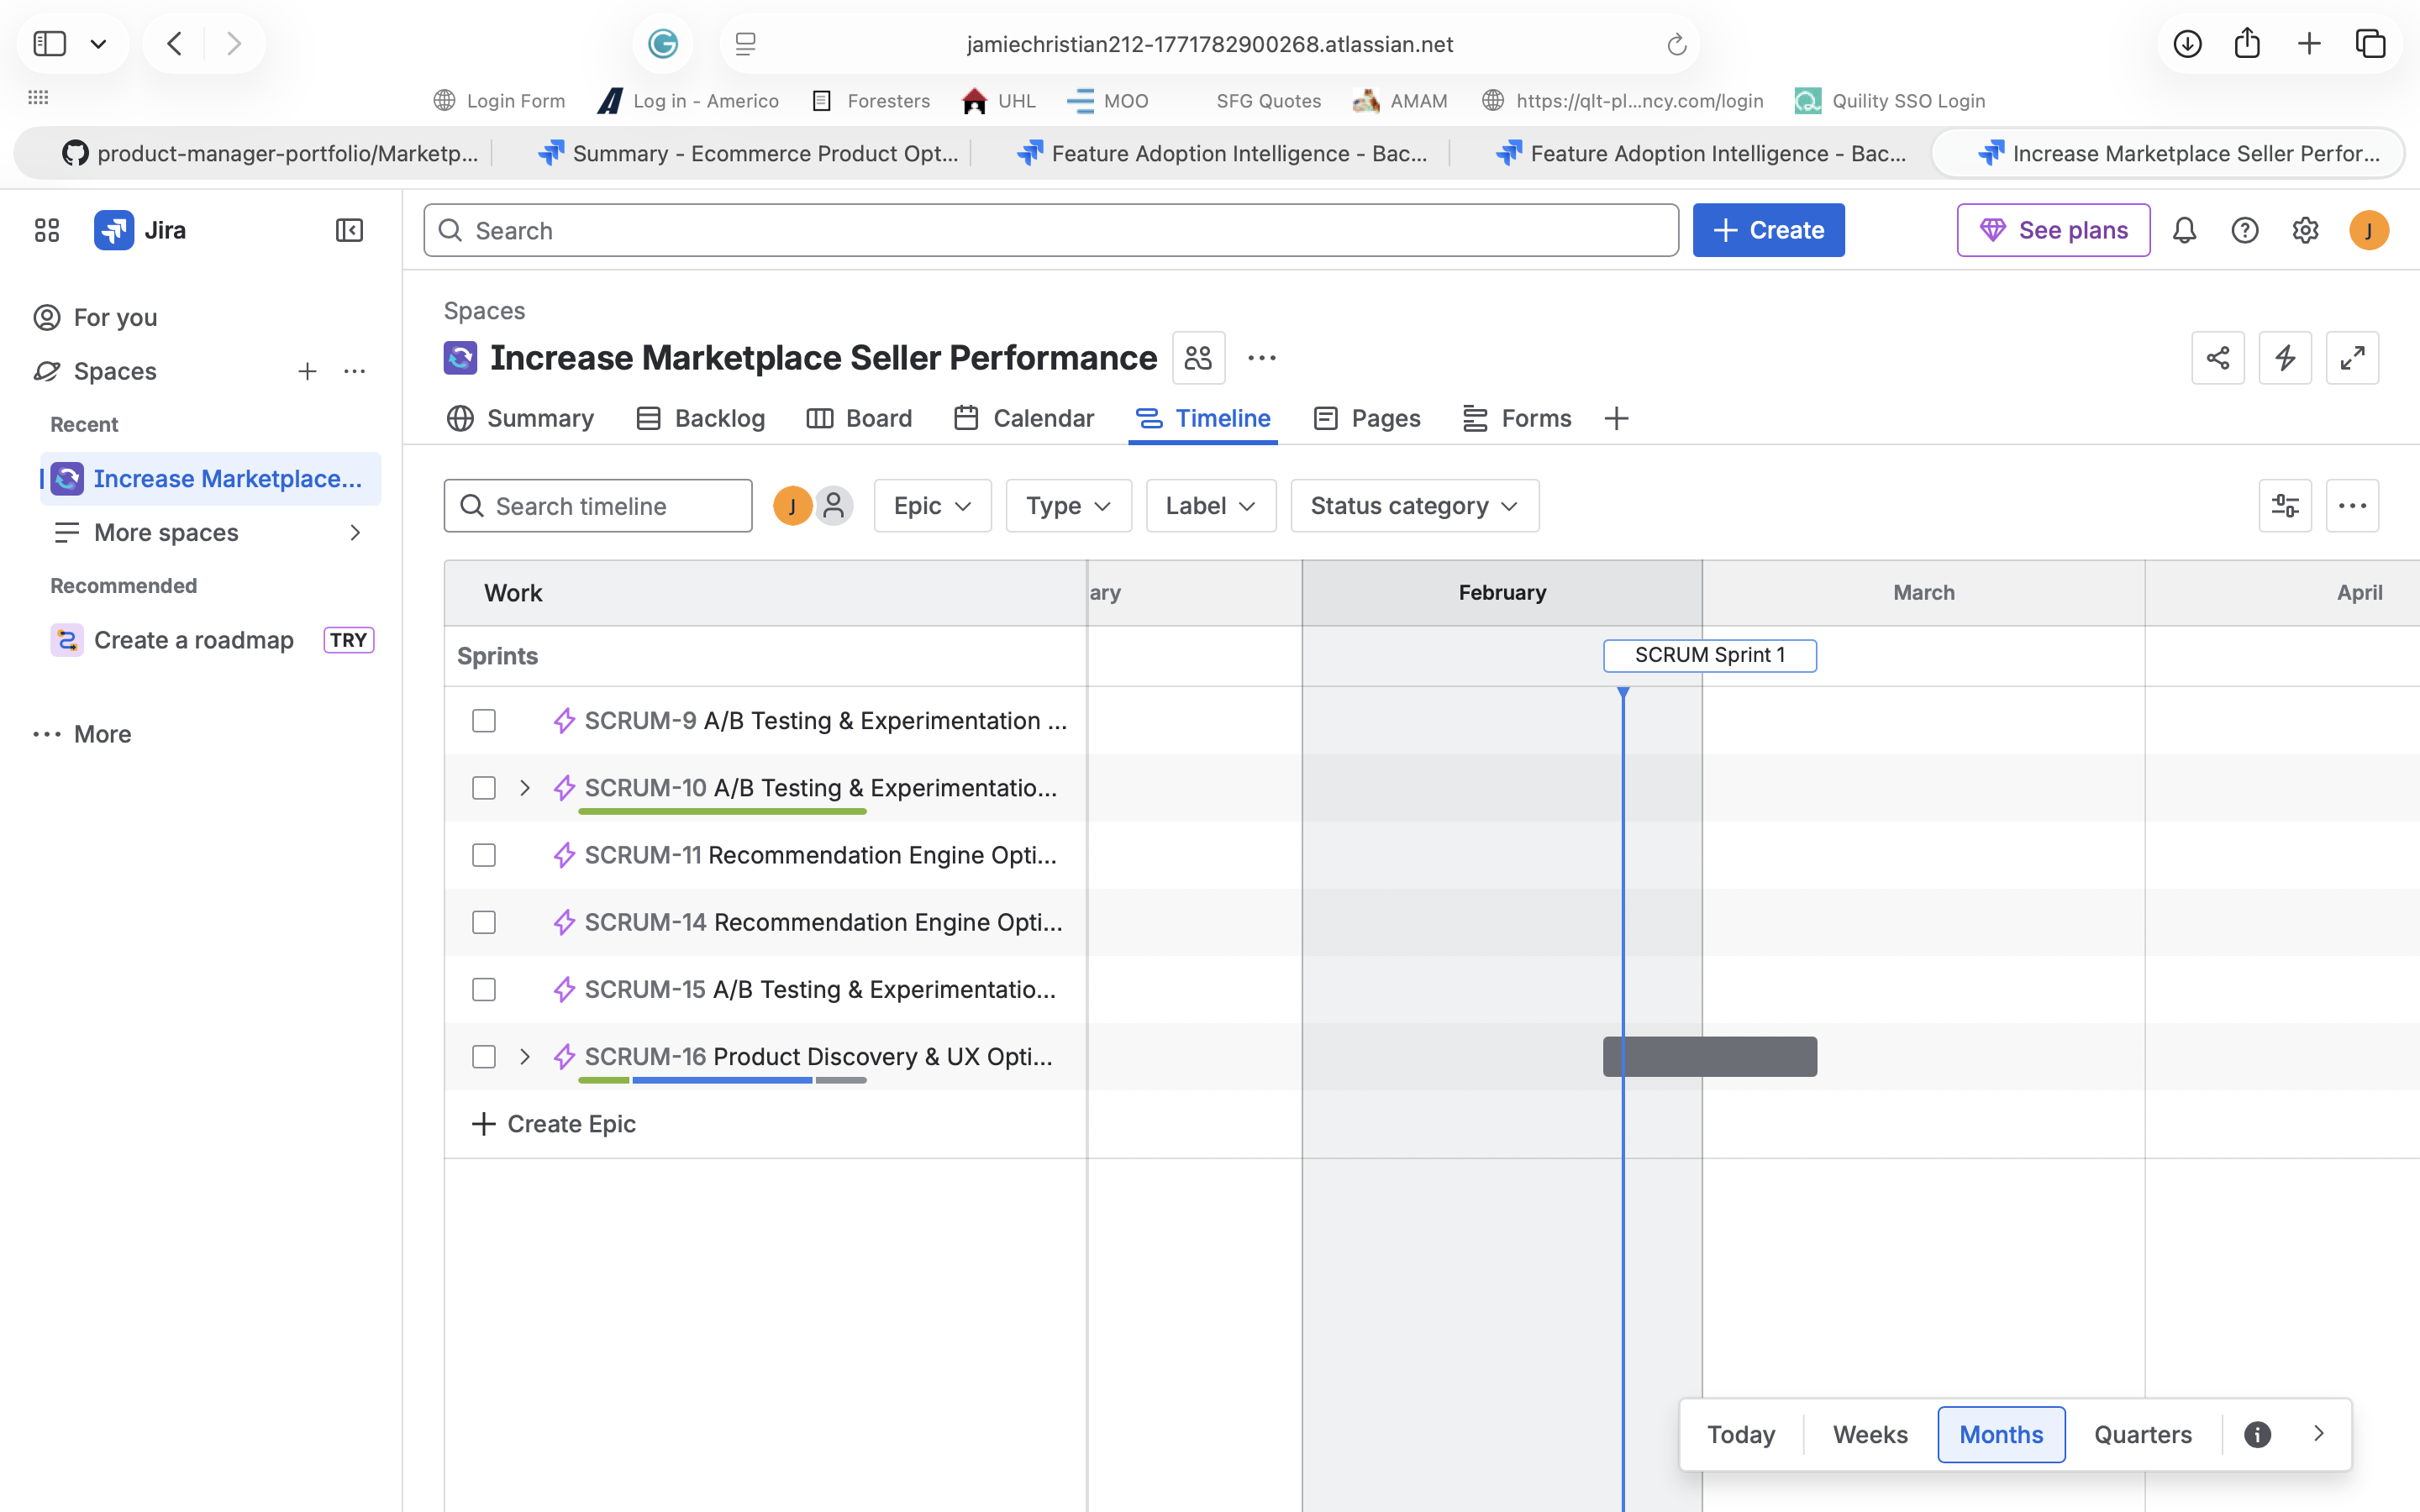 jamiechristian212-1771782900268.atlassian.net
Login Form
Log in - Americo
Foresters
UHL
MOO
SFG Quotes
AMAM
https://qlt-pl...ncy.com/login
Quility SSO Login
product-manager-portfolio/Marketp...
Summary - Ecommerce Product Opt...
Feature Adoption Intelligence - Bac...
Feature Adoption Intelligence - Bac...
Increase Marketplace Seller Perfor...
Jira
Search
Create
See plans
J
For you
Spaces
Recent
Increase Marketplace...
More spaces
Recommended
Create a roadmap TRY
More
Spaces
Increase Marketplace Seller Performance
Summary
Backlog
Board
Calendar
Timeline
Pages
Forms
Search timeline
J
Epic
Type
Label
Status category
Work
ary
February
March
April
Sprints
SCRUM Sprint 1
SCRUM-9 A/B Testing & Experimentation ...
SCRUM-10 A/B Testing & Experimentatio...
SCRUM-11 Recommendation Engine Opti...
SCRUM-14 Recommendation Engine Opti...
SCRUM-15 A/B Testing & Experimentatio...
SCRUM-16 Product Discovery & UX Opti...
Create Epic
Today
Weeks
Months
Quarters